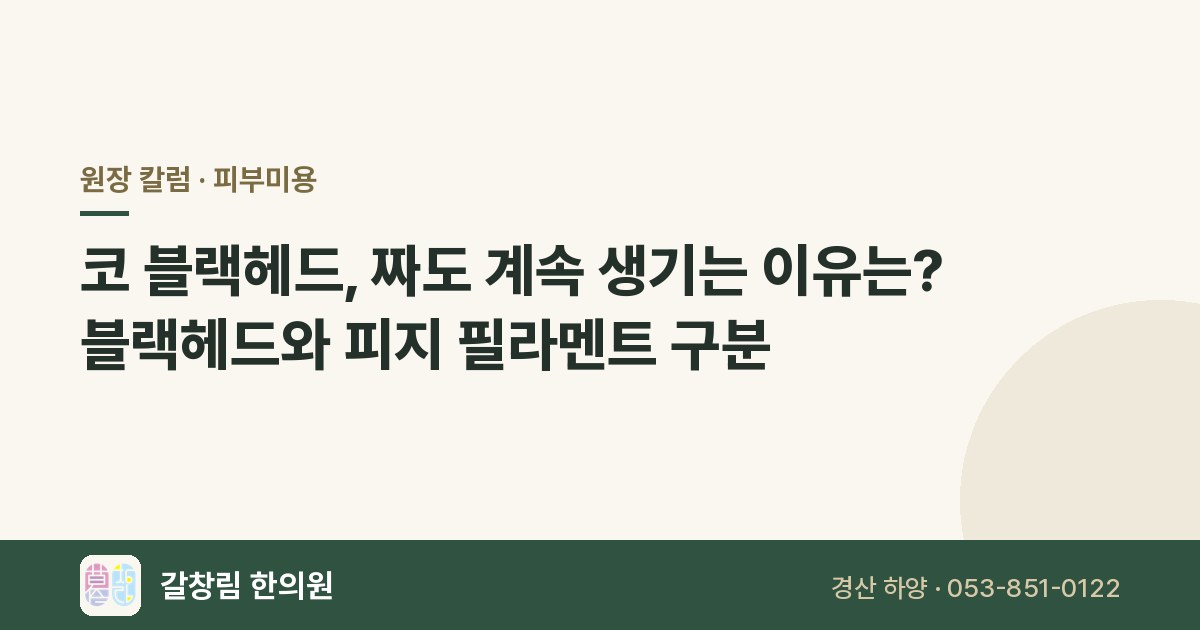 원장 칼럼 · 피부미용
코 블랙헤드, 짜도 계속 생기는 이유는?
블랙헤드와 피지 필라멘트 구분
갈창림 한의원
경산 하양 · 053-851-0122